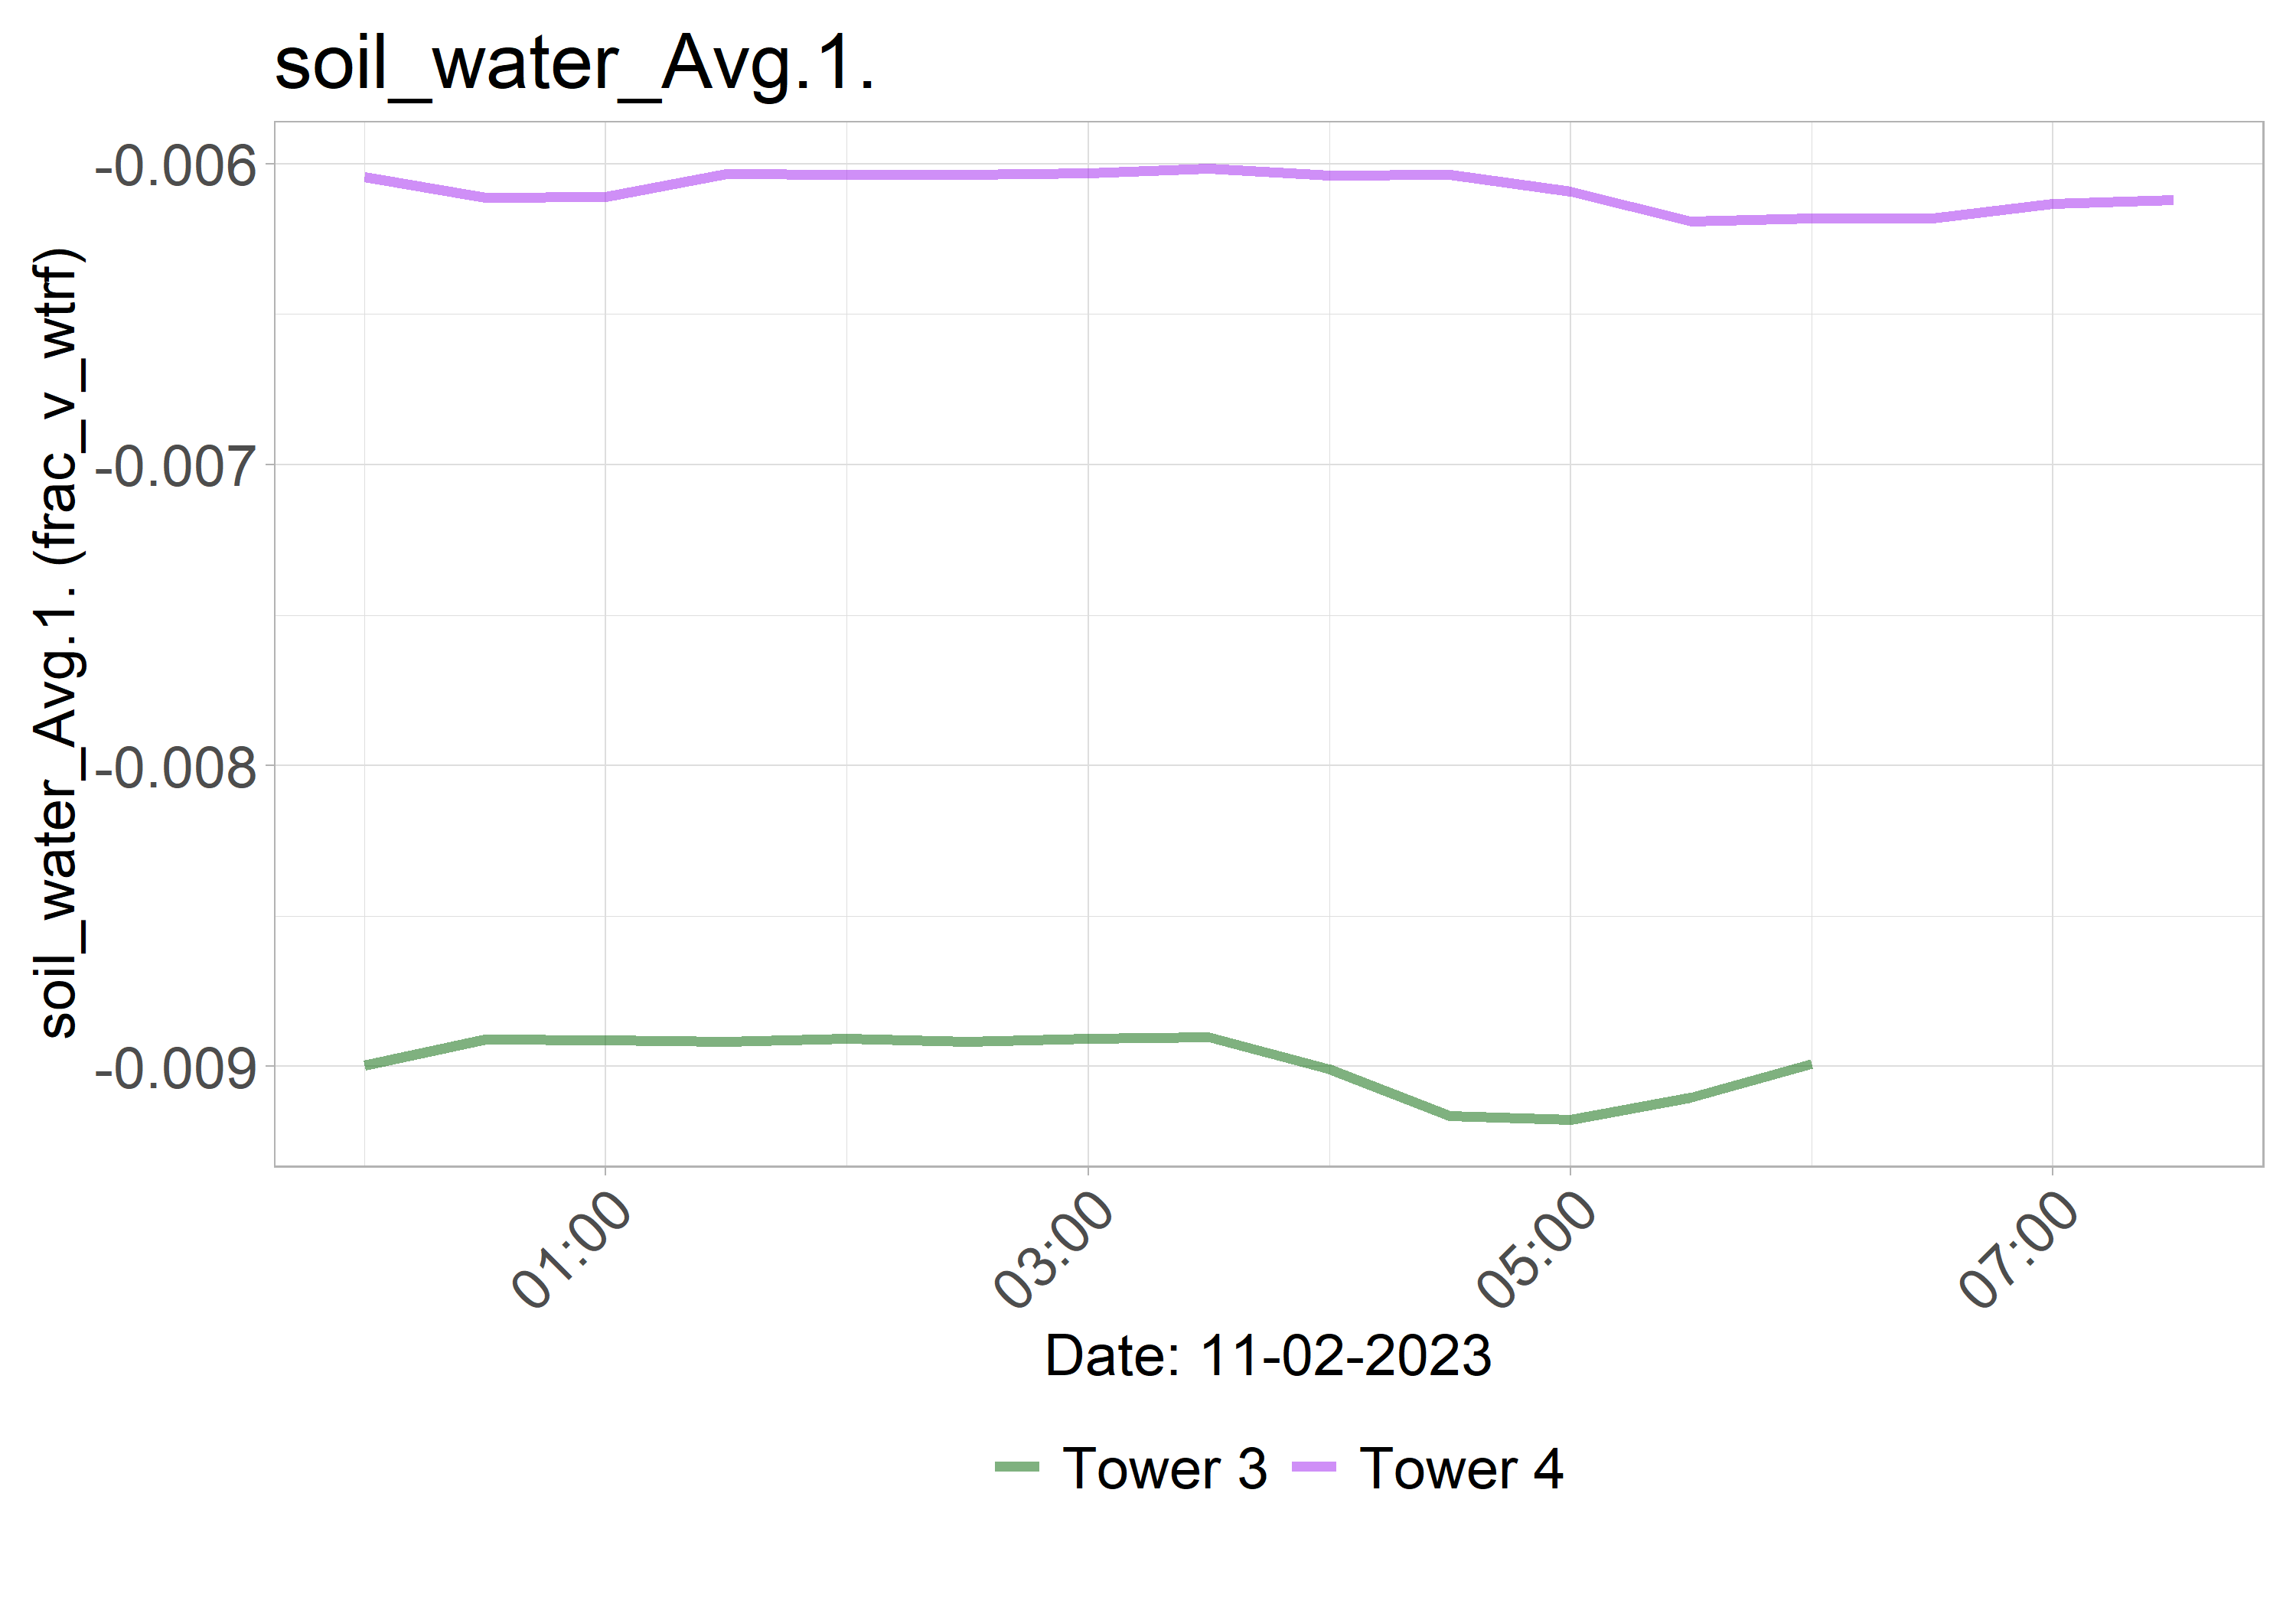 soil_water_Avg.1.
soil_water_Avg.1. (frac_v_wtrf)
-0.006
-0.007
-0.008
-0.009
01:00
03:00
05:00
07:00
Date: 11-02-2023
Tower 3
Tower 4